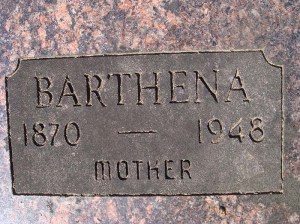 BARTHENA
1870 — 1948
MOTHER